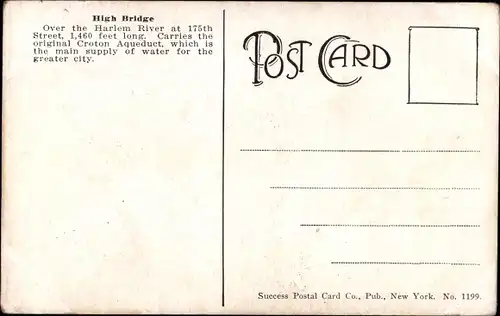 High Bridge
Over the Harlem River at 175th
Street, 1,460 feet long. Carries the
original Croton Aqueduct, which is
the main supply of water for the
greater city.
POST CARD
Success Postal Card Co., Pub., New York. No. 1199.